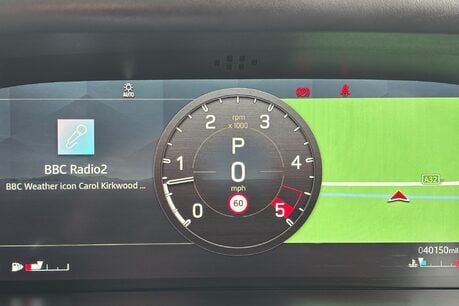 AUTO
rpm
x 1000
2
3
P
1
4
0
mph
60
0
5
BBC Radio2
BBC Weather icon Carol Kirkwood ...
A32
040150mil